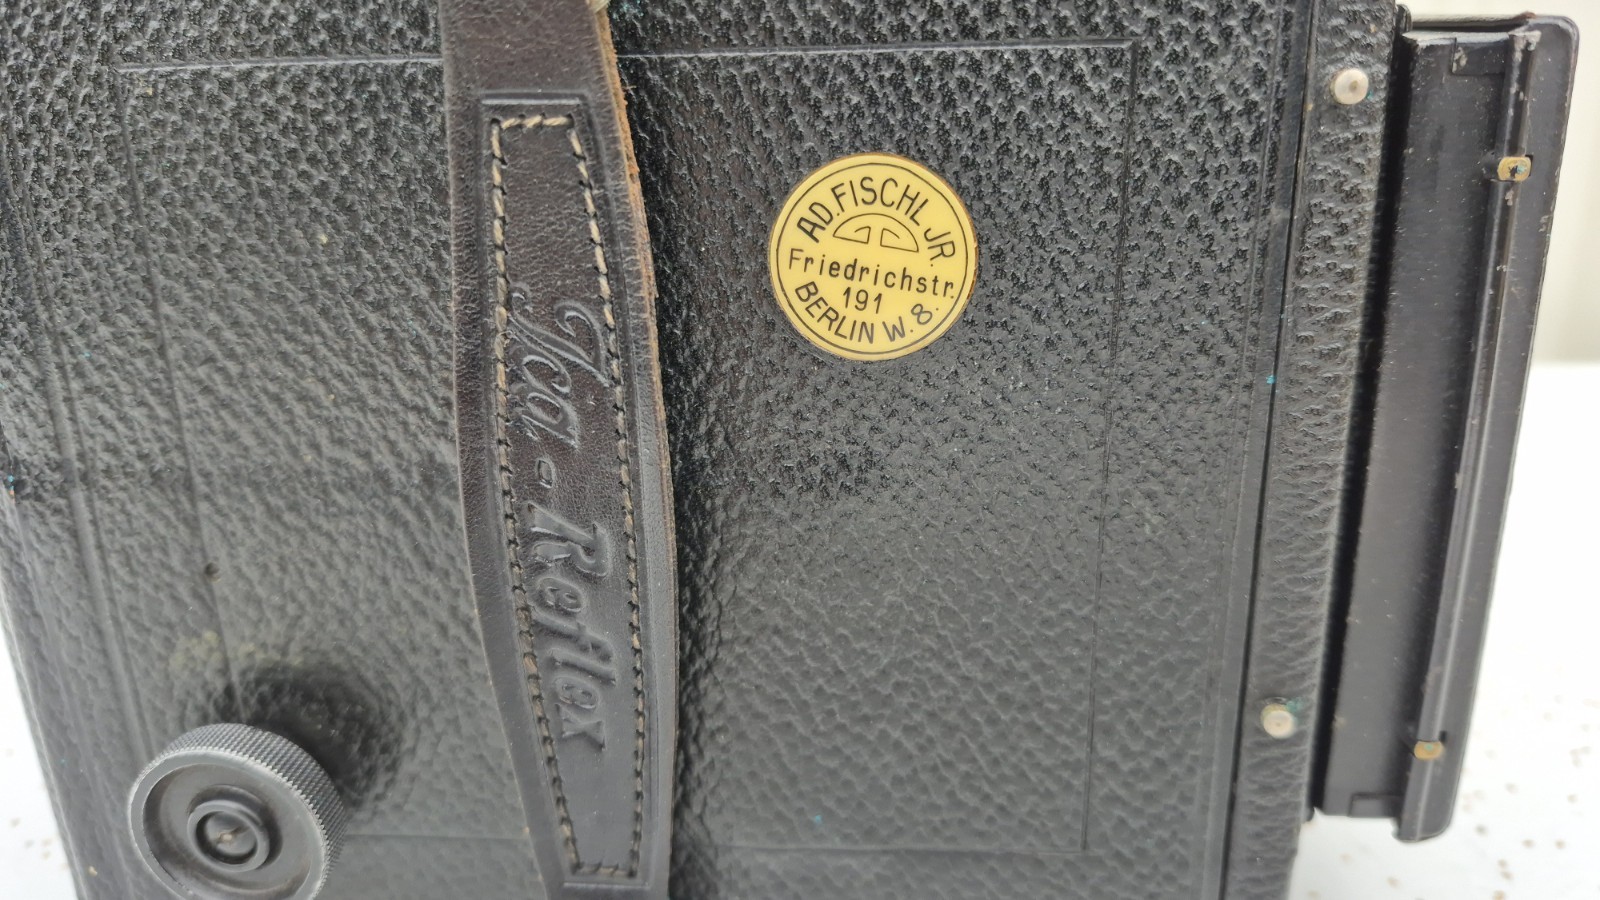 Ica-Reflex
AD. FISCHL JR.
Friedrichstr.
191
BERLIN W. 8.